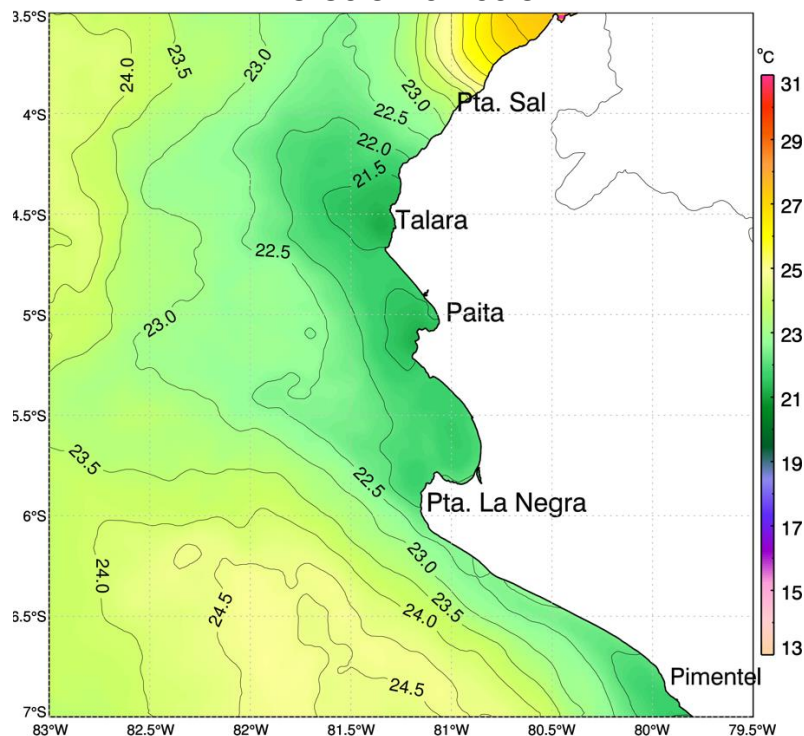 3.5°S
°C
24.0
23.5
23.0
31
23.0
4°S
Pta. Sal
22.5
29
22.0
21.5
27
4.5°S
Talara
22.5
25
5°S
Paita
23.0
23
21
5.5°S
23.5
19
22.5
Pta. La Negra
6°S
17
23.0
24.0
23.5
24.5
24.0
15
6.5°S
Pimentel
13
24.5
7°S
83°W
82.5°W
82°W
81.5°W
81°W
80.5°W
80°W
79.5°W